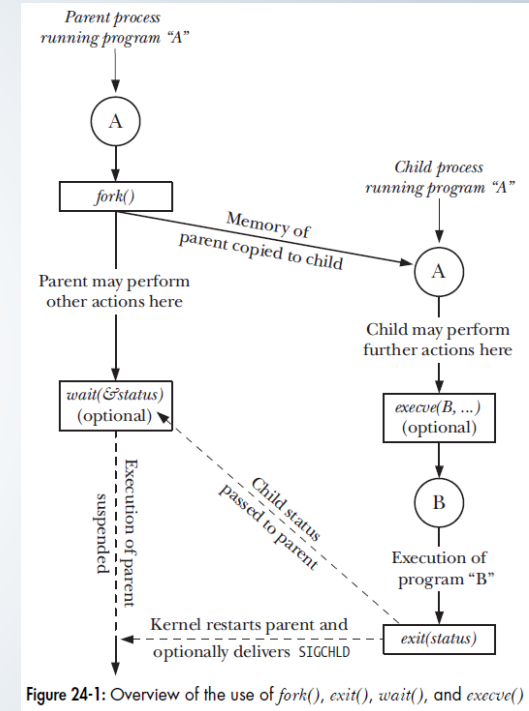 Parent process
running program “A”
A
fork()
Child process
running program “A”
Memory of
parent copied to child
A
Parent may perform
other actions here
Child may perform
further actions here
wait(&status)
(optional)
execve(B, ...)
(optional)
Execution of parent
suspended
Child status
passed to parent
B
Execution of
program “B”
Kernel restarts parent and
optionally delivers SIGCHLD
exit(status)
Figure 24-1: Overview of the use of fork(), exit(), wait(), and execve()